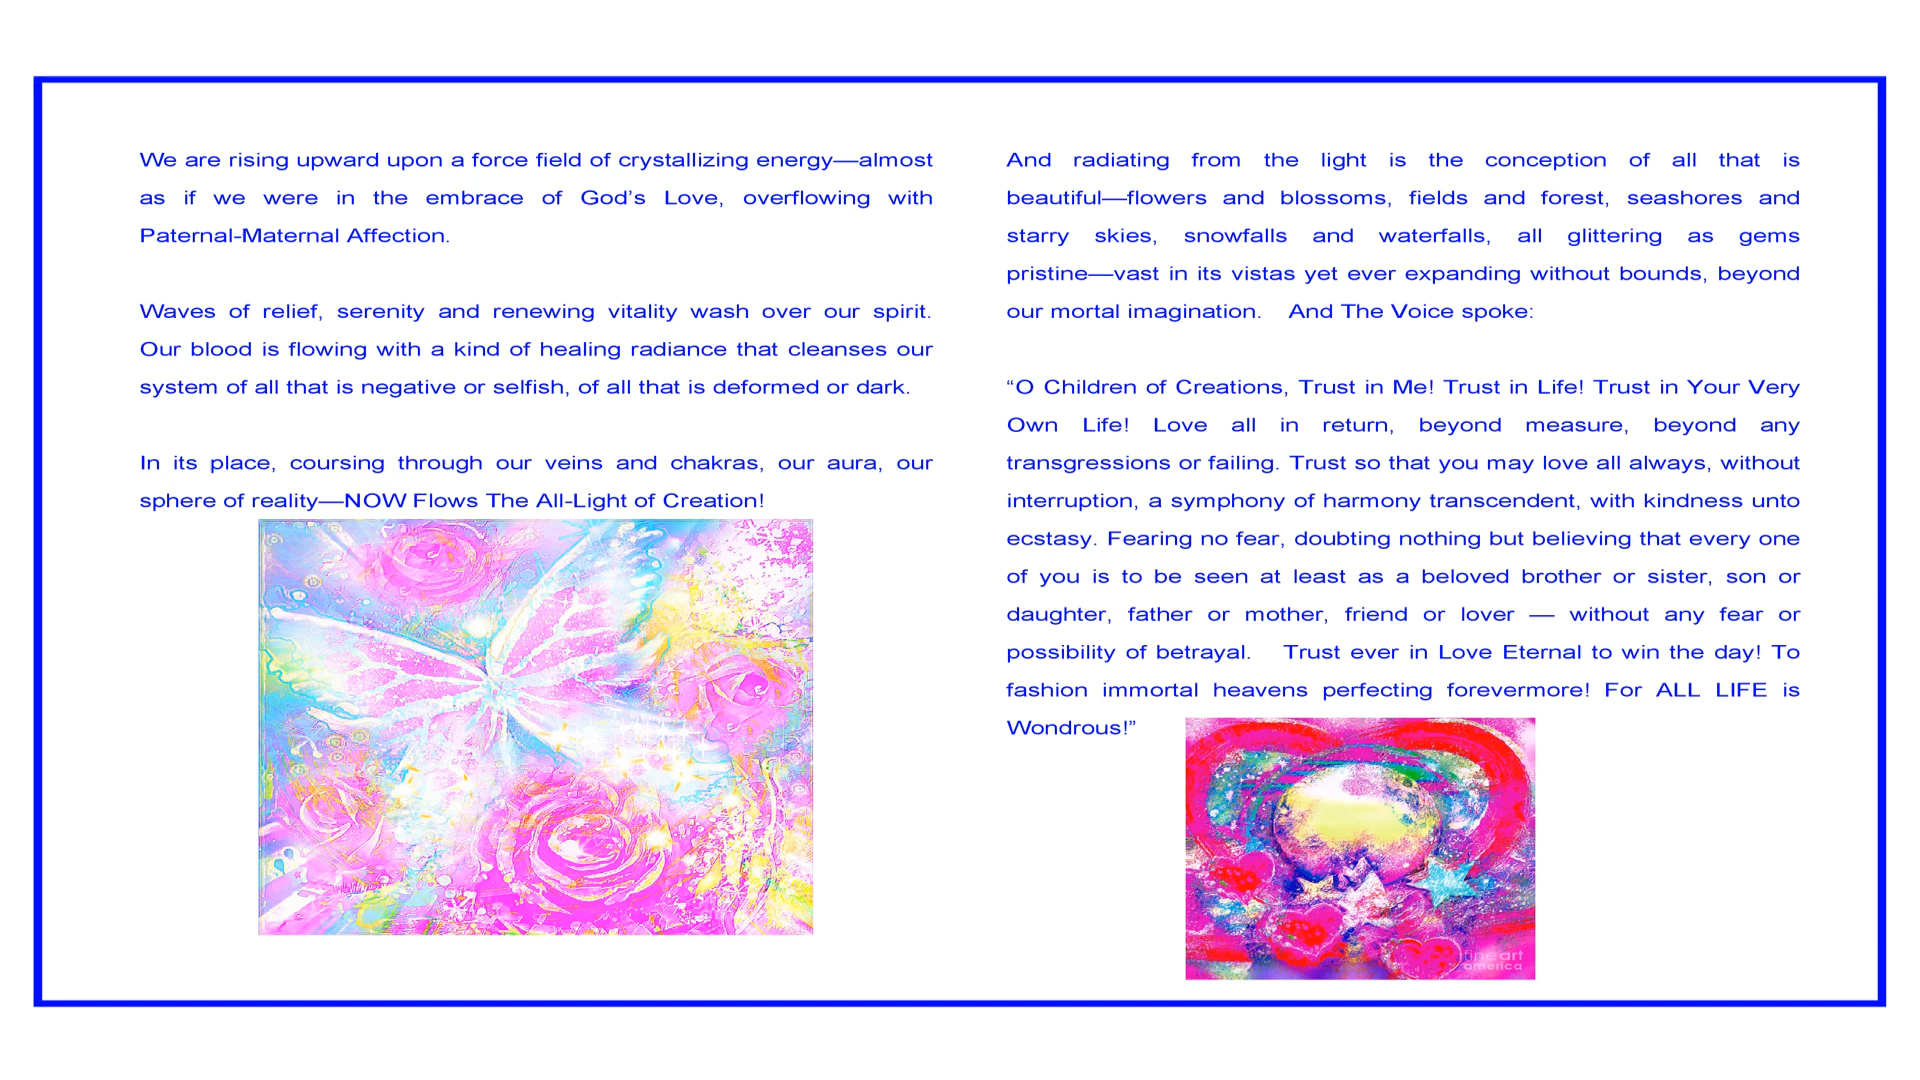 We are rising upward upon a force field of crystallizing energy—almost
as if we were in the embrace of God’s Love, overflowing with
Paternal-Maternal Affection.
Waves of relief, serenity and renewing vitality wash over our spirit.
Our blood is flowing with a kind of healing radiance that cleanses our
system of all that is negative or selfish, of all that is deformed or dark.
In its place, coursing through our veins and chakras, our aura, our
sphere of reality—NOW Flows The All-Light of Creation!
And radiating from the light is the conception of all that is
beautiful—flowers and blossoms, fields and forest, seashores and
starry skies, snowfalls and waterfalls, all glittering as gems
pristine—vast in its vistas yet ever expanding without bounds, beyond
our mortal imagination. And The Voice spoke:
“O Children of Creations, Trust in Me! Trust in Life! Trust in Your Very
Own Life! Love all in return, beyond measure, beyond any
transgressions or failing. Trust so that you may love all always, without
interruption, a symphony of harmony transcendent, with kindness unto
ecstasy. Fearing no fear, doubting nothing but believing that every one
of you is to be seen at least as a beloved brother or sister, son or
daughter, father or mother, friend or lover — without any fear or
possibility of betrayal. Trust ever in Love Eternal to win the day! To
fashion immortal heavens perfecting forevermore! For ALL LIFE is
Wondrous!”
fineart
america